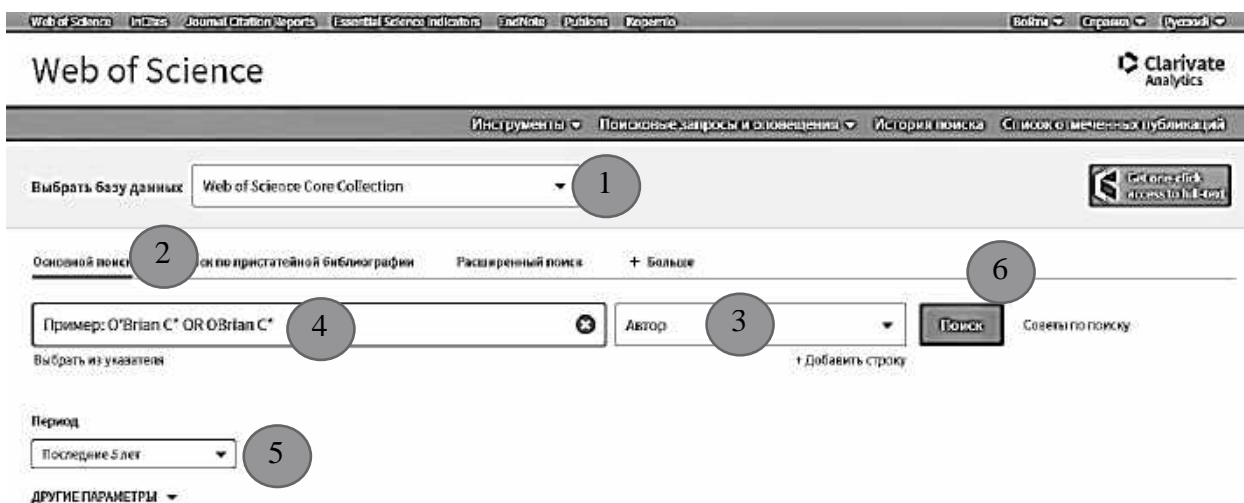 Web of Science InCites Journal Citation Reports Essential Science Indicators EndNote Publons Kopernio Войти Справка Русский
Web of Science
Clarivate
Analytics
Инструменты Поисковые запросы и оповещения История поиска Список отмеченных публикаций
Выбрать базу данных Web of Science Core Collection 1
Get one-click
access to full-text
Основной поиск 2 ск по пристатейной библиографии Расширенный поиск + Больше
6
Пример: O'Brian C* OR OBrian C* 4 Автор 3 Поиск Советы по поиску
Выбрать из указателя + Добавить строку
Период
Последние 5 лет 5
ДРУГИЕ ПАРАМЕТРЫ